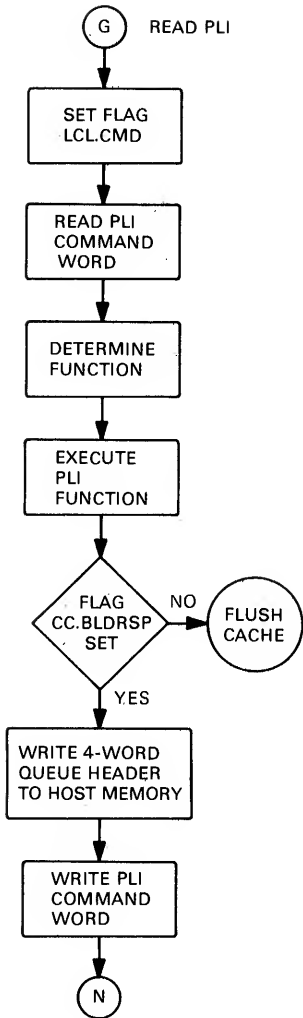 G READ PLI
SET FLAG
LCL.CMD
READ PLI
COMMAND
WORD
DETERMINE
FUNCTION
EXECUTE
PLI
FUNCTION
FLAG
CC.BLDRSP
SET
NO
FLUSH
CACHE
YES
WRITE 4-WORD
QUEUE HEADER
TO HOST MEMORY
WRITE PLI
COMMAND
WORD
N